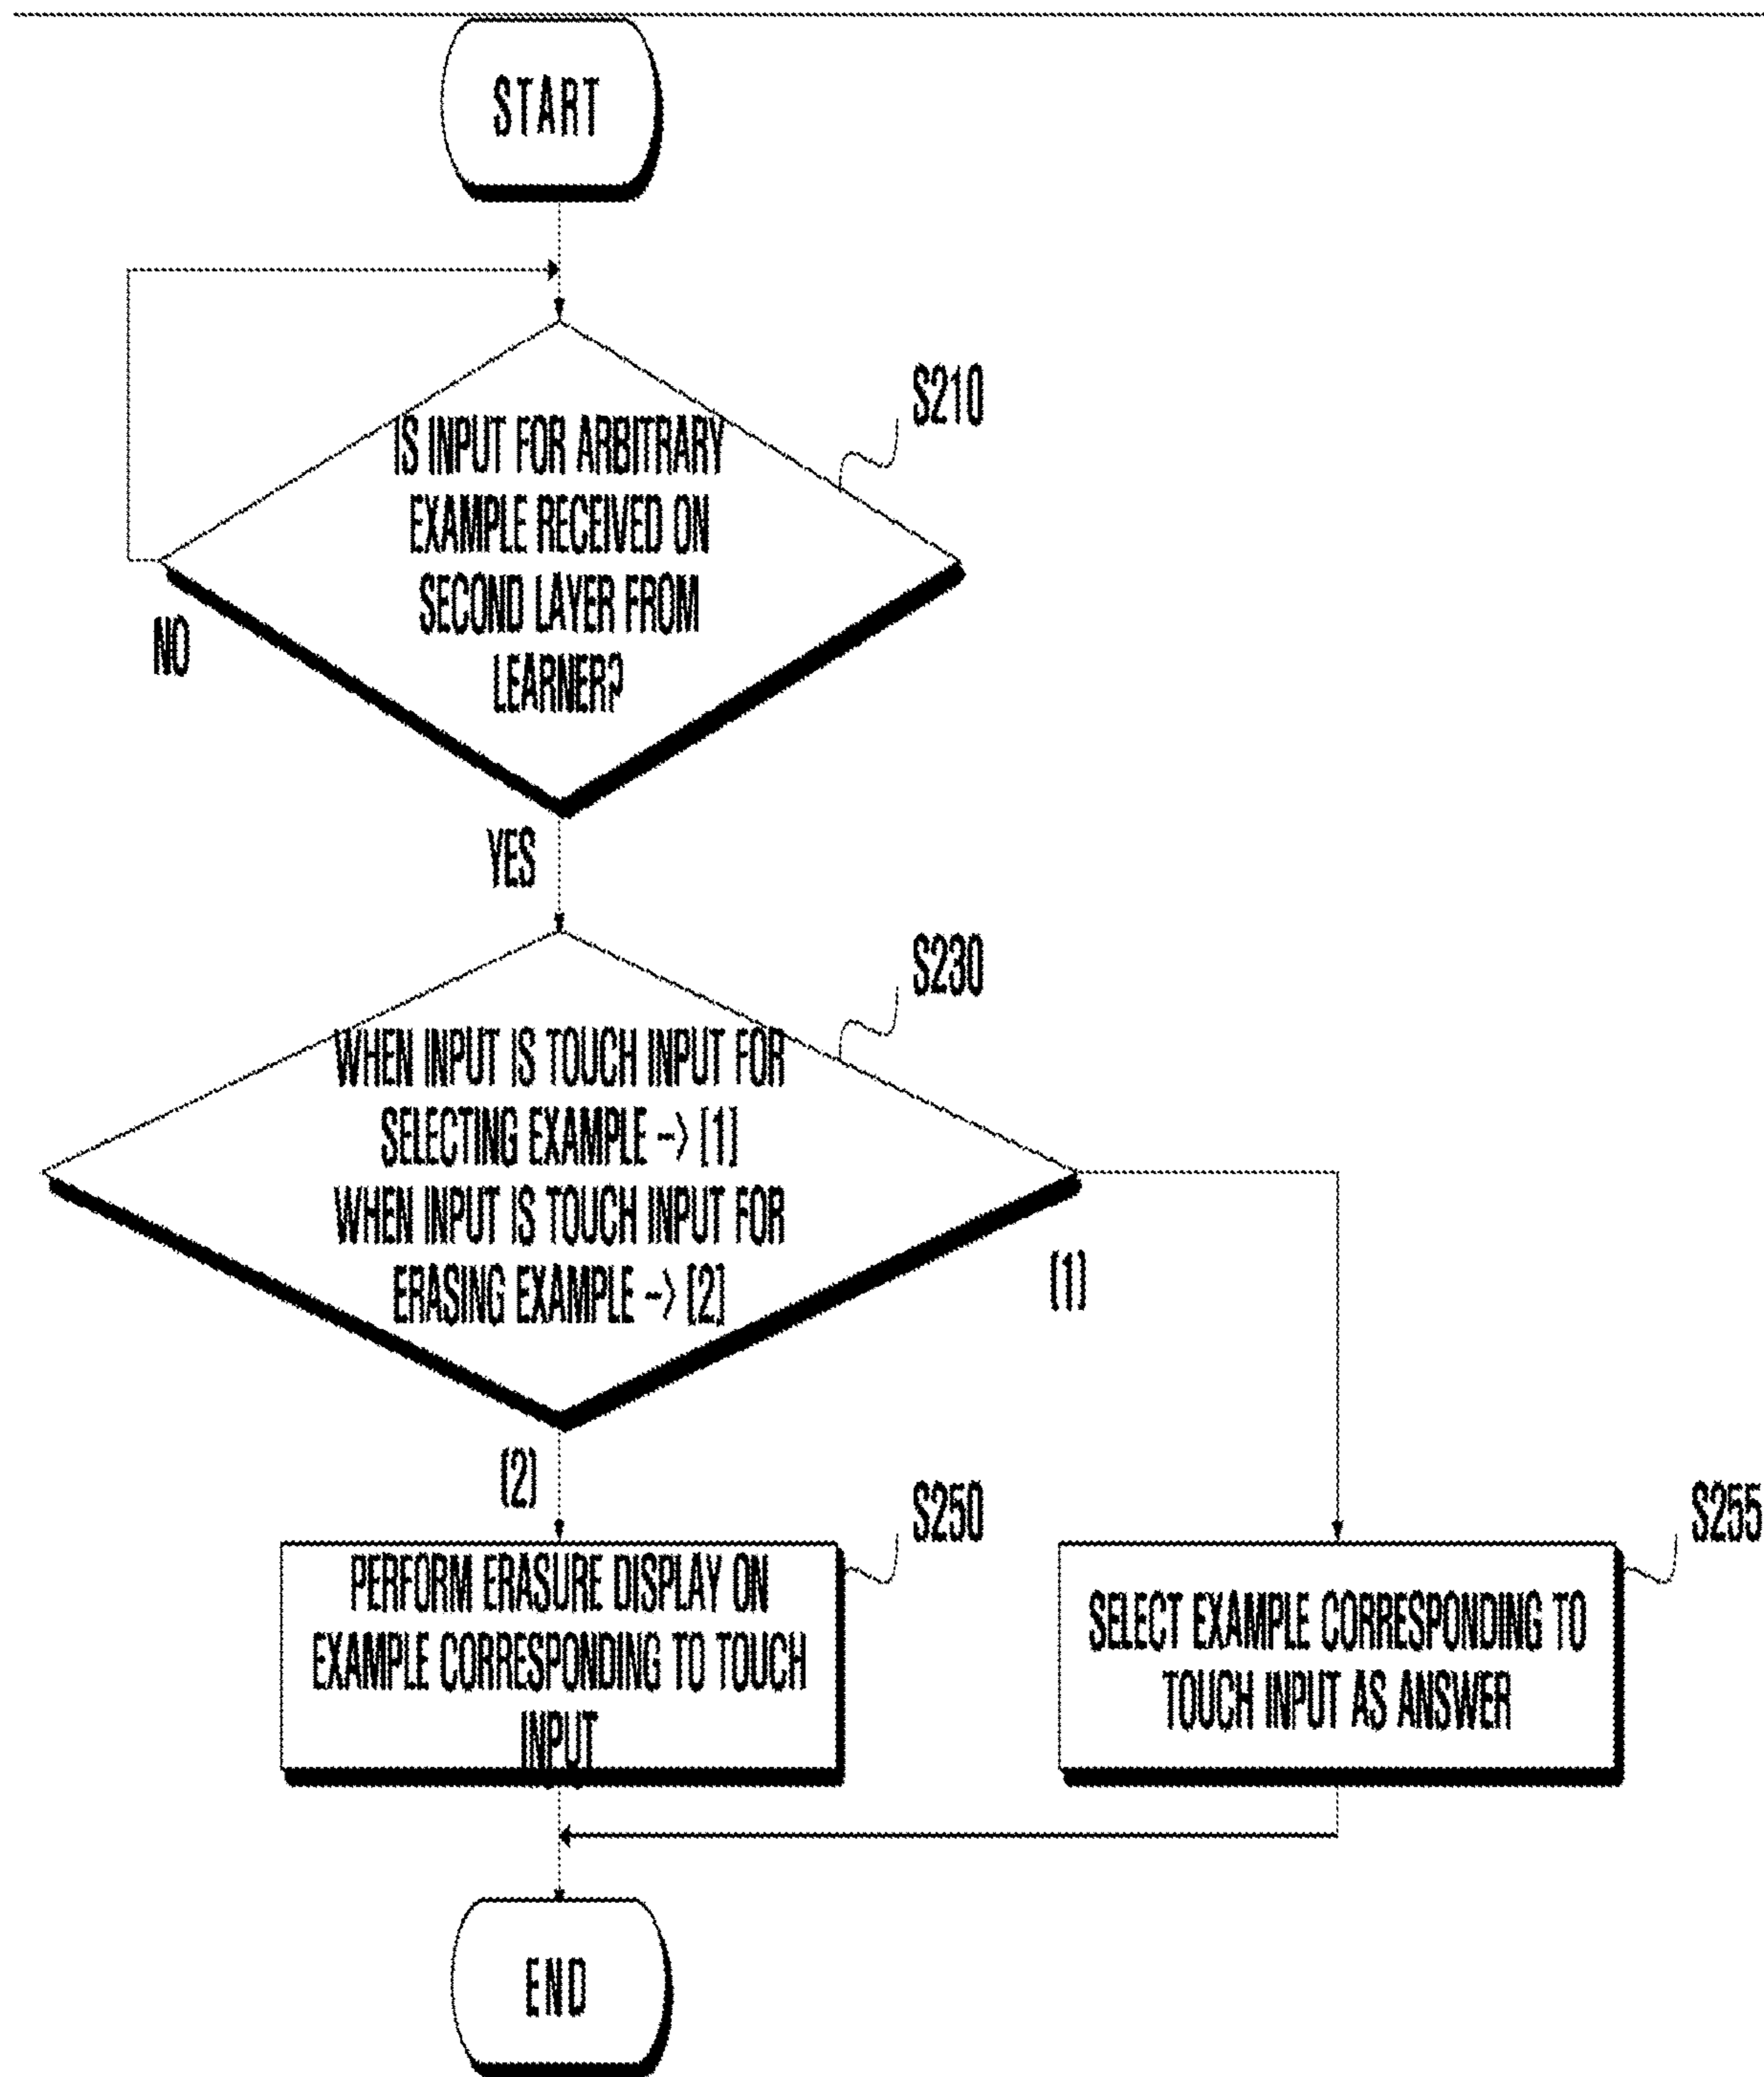 START
S210
IS INPUT FOR ARBITRARY
EXAMPLE RECEIVED ON
SECOND LAYER FROM
LEARNER?
NO
YES
S230
WHEN INPUT IS TOUCH INPUT FOR
SELECTING EXAMPLE -> (1)
WHEN INPUT IS TOUCH INPUT FOR
ERASING EXAMPLE -> (2)
(1)
(2)
S250
PERFORM ERASURE DISPLAY ON
EXAMPLE CORRESPONDING TO TOUCH
INPUT
S255
SELECT EXAMPLE CORRESPONDING TO
TOUCH INPUT AS ANSWER
END